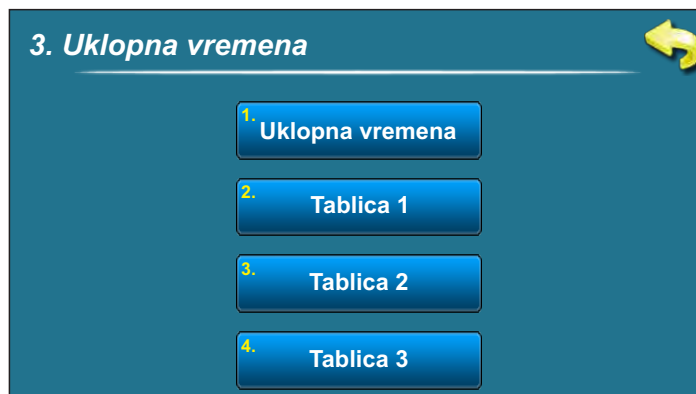 3. Uklopna vremena
1. Uklopna vremena
2. Tablica 1
3. Tablica 2
4. Tablica 3